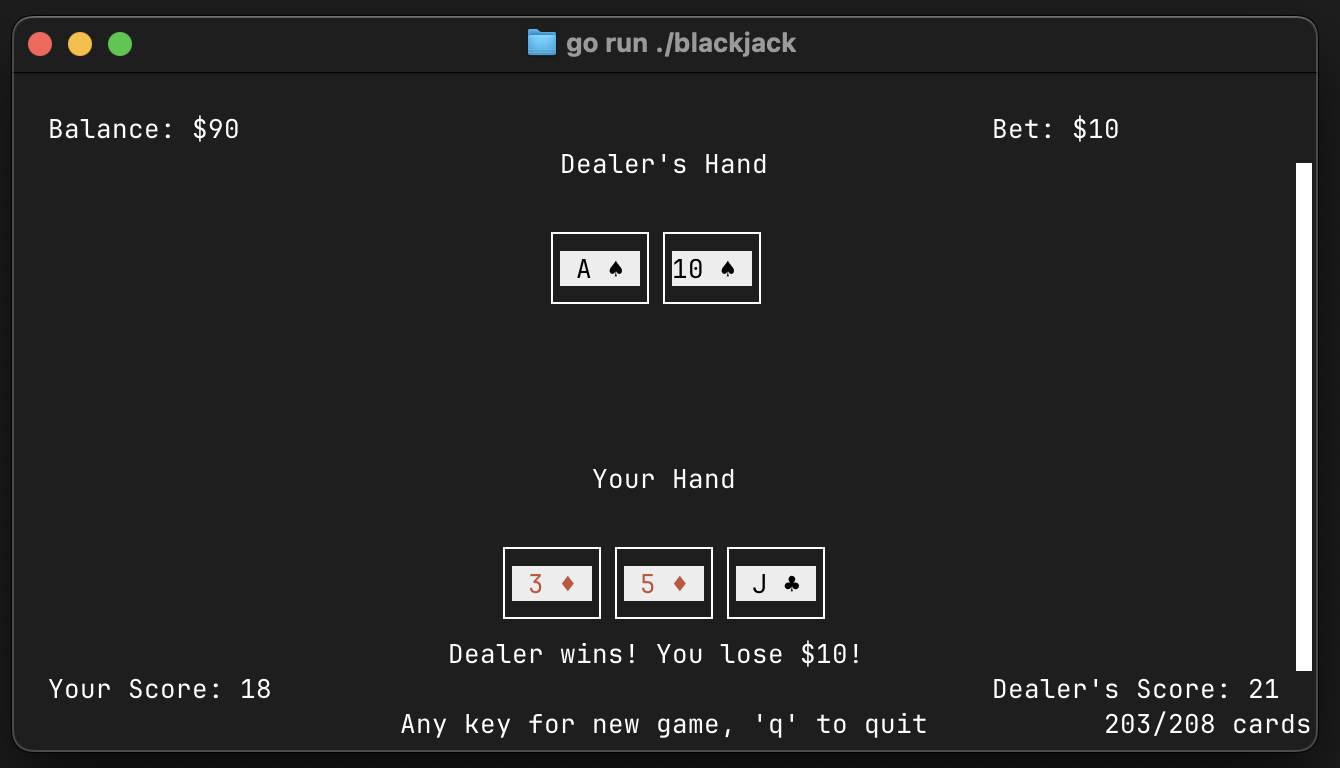 go run ./blackjack
Balance: $90 Bet: $10
Dealer's Hand
A ♠ 10 ♠
Your Hand
3 ♦ 5 ♦ J ♣
Dealer wins! You lose $10!
Your Score: 18 Dealer's Score: 21
Any key for new game, 'q' to quit 203/208 cards